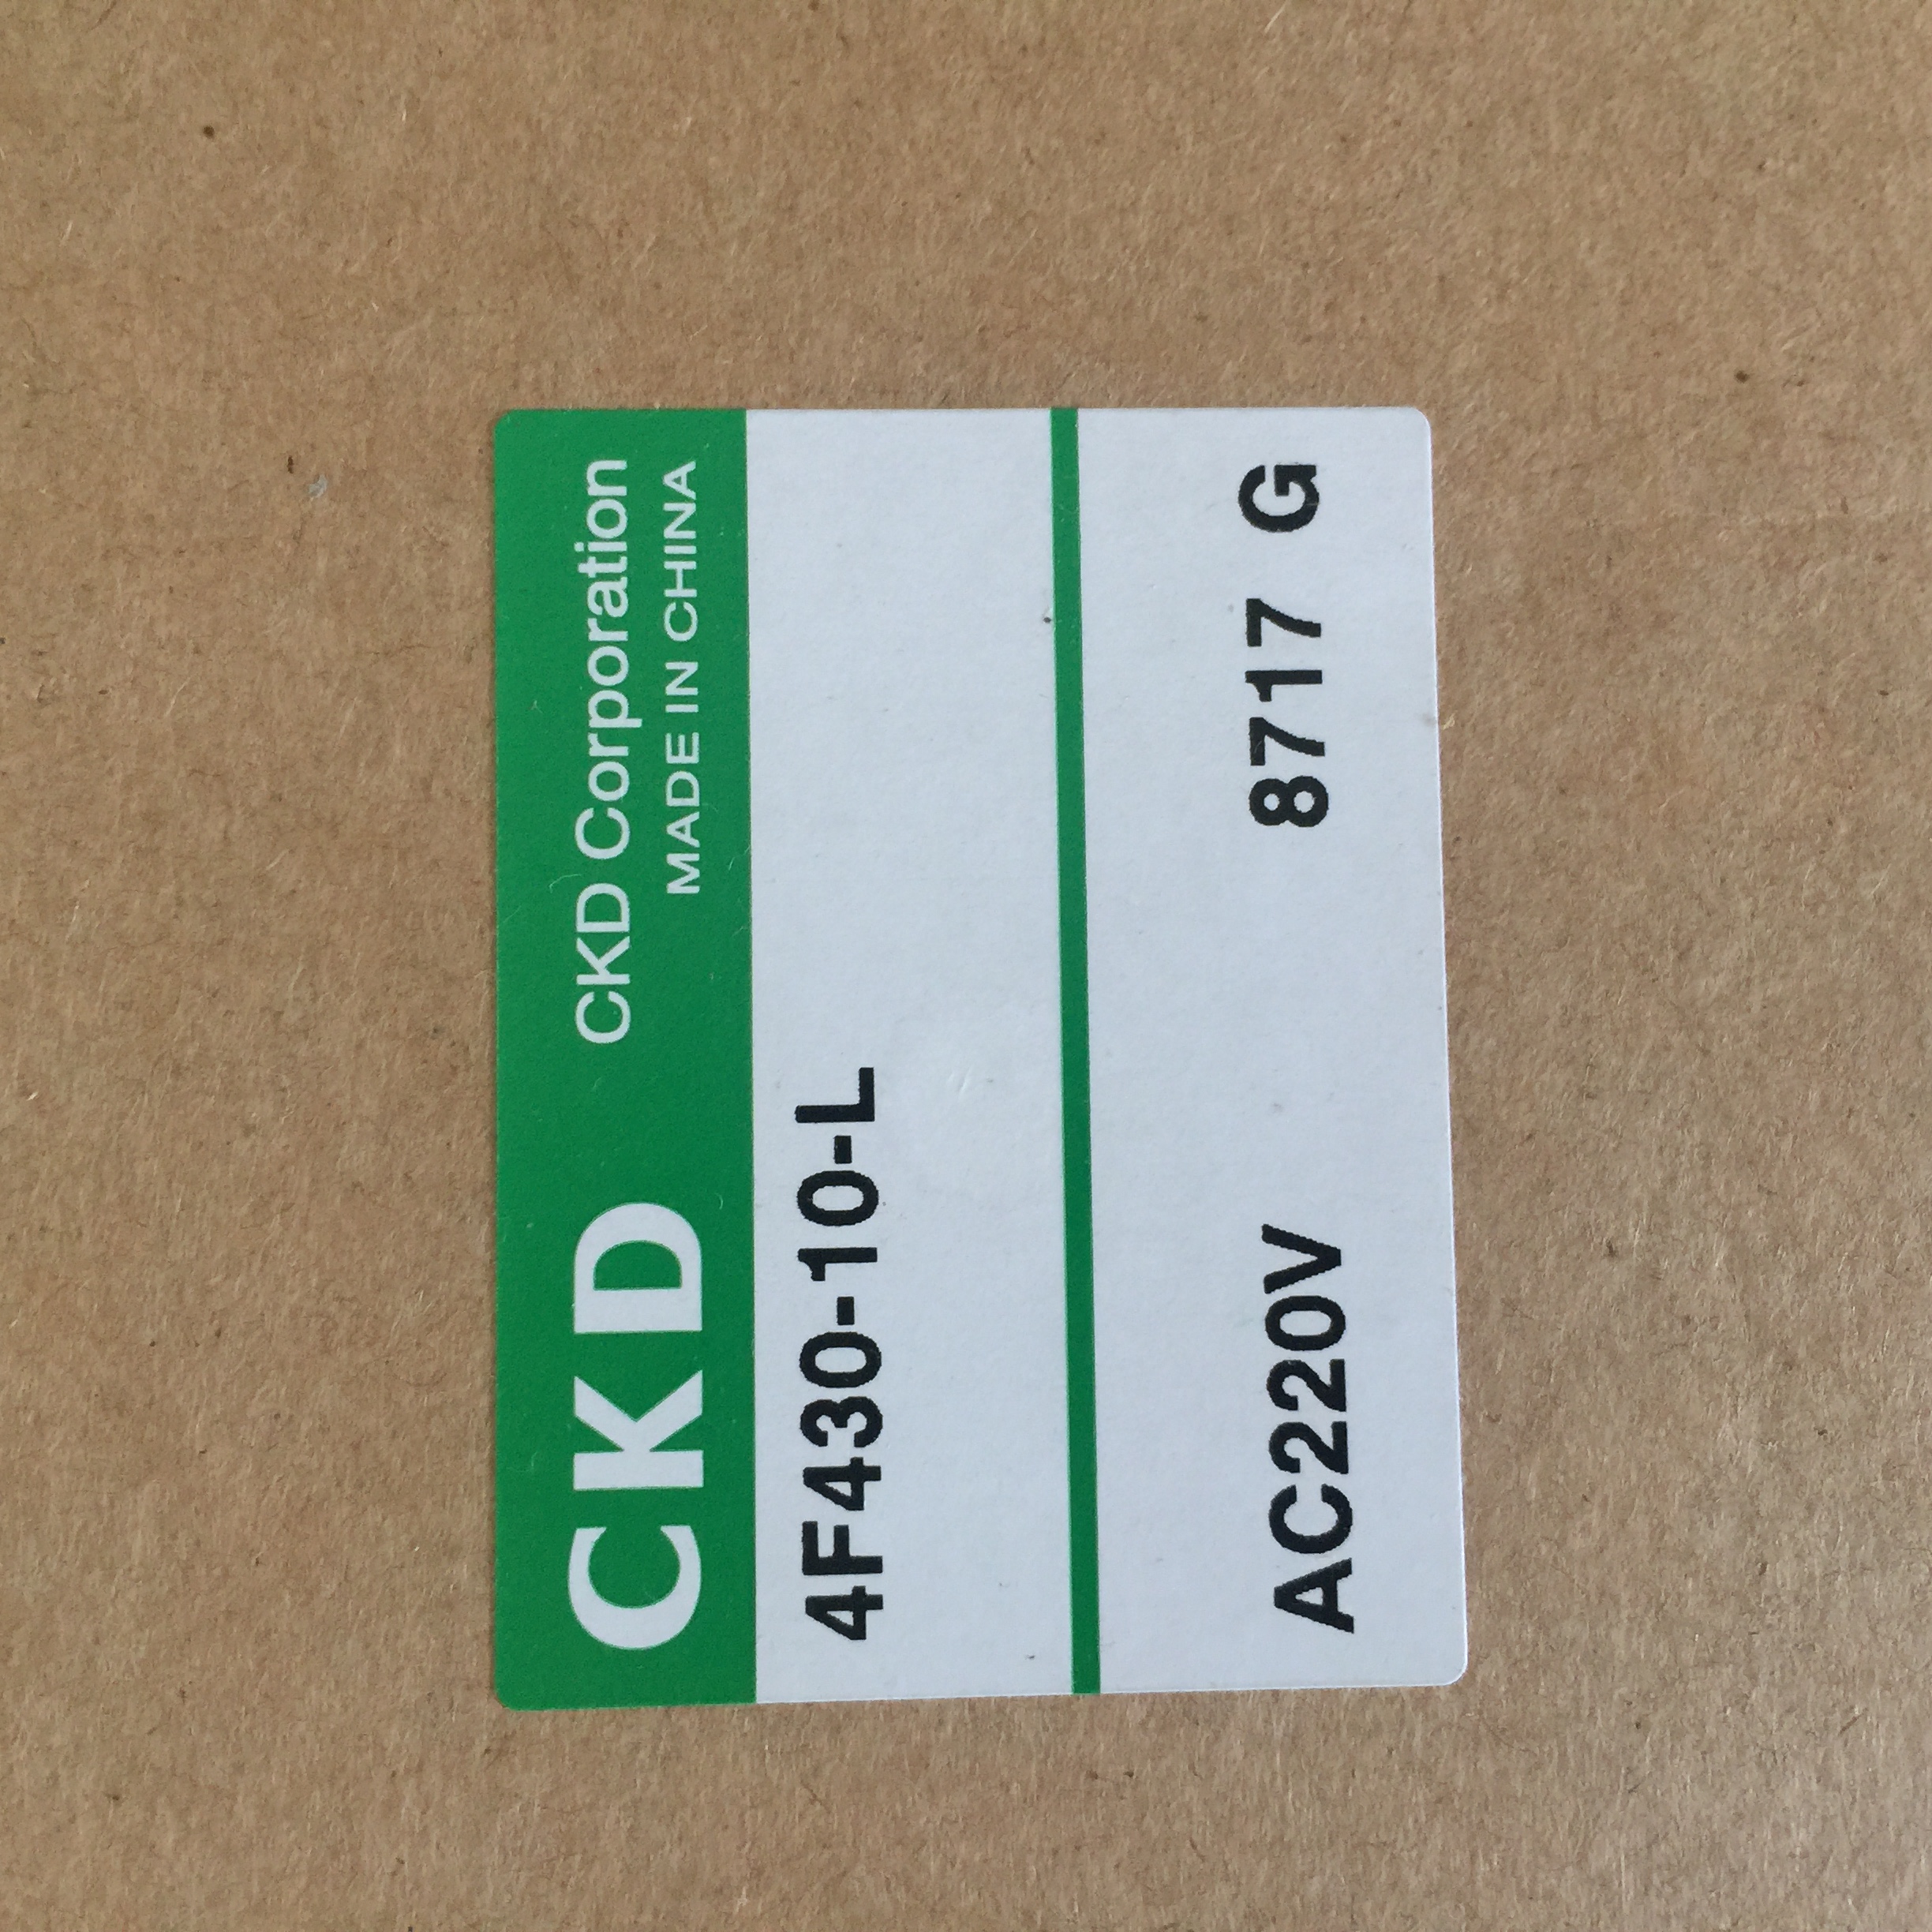 CKD CKD Corporation
MADE IN CHINA
4F430-10-L
AC220V 8717 G